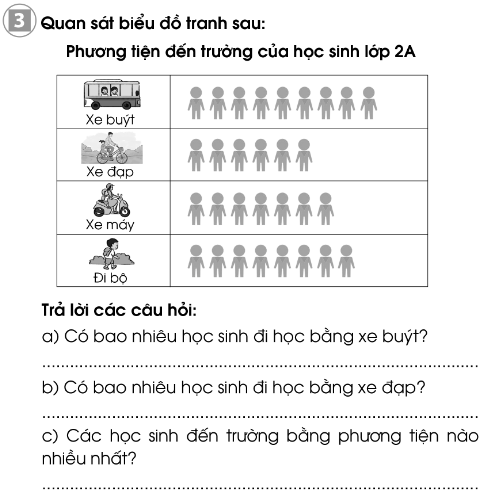 3 Quan sát biểu đồ tranh sau:
Phương tiện đến trường của học sinh lớp 2A
Xe buýt
Xe đạp
Xe máy
Đi bộ
Trả lời các câu hỏi:
a) Có bao nhiêu học sinh đi học bằng xe buýt?
................................................................................
b) Có bao nhiêu học sinh đi học bằng xe đạp?
................................................................................
c) Các học sinh đến trường bằng phương tiện nào
nhiều nhất?
................................................................................